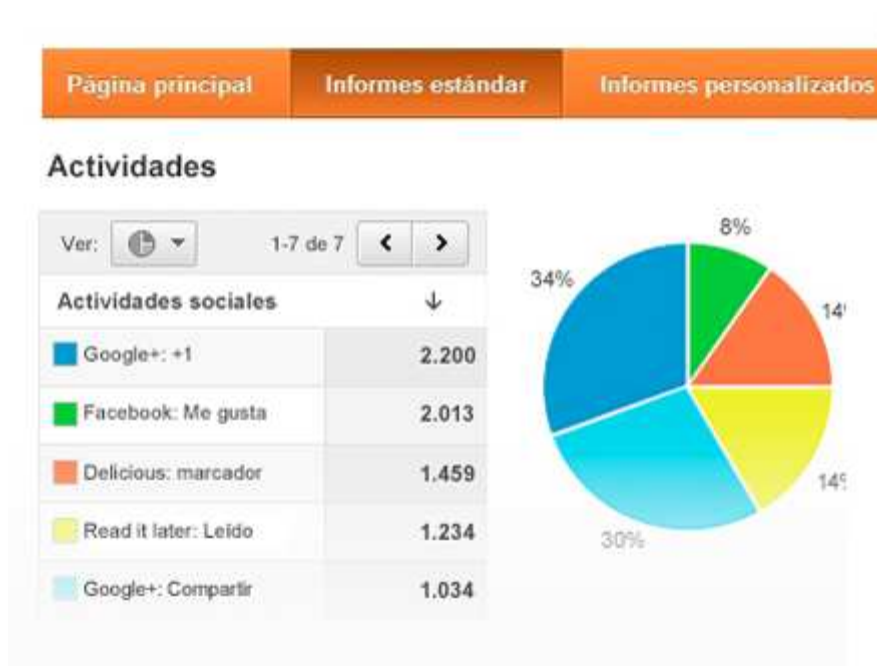 Página principal Informes estándar Informes personalizados
Actividades
Ver: 1-7 de 7
Actividades sociales
Google+: +1 2.200
Facebook: Me gusta 2.013
Delicious: marcador 1.459
Read it later: Leído 1.234
Google+: Compartir 1.034
8%
34%
14
14
30%